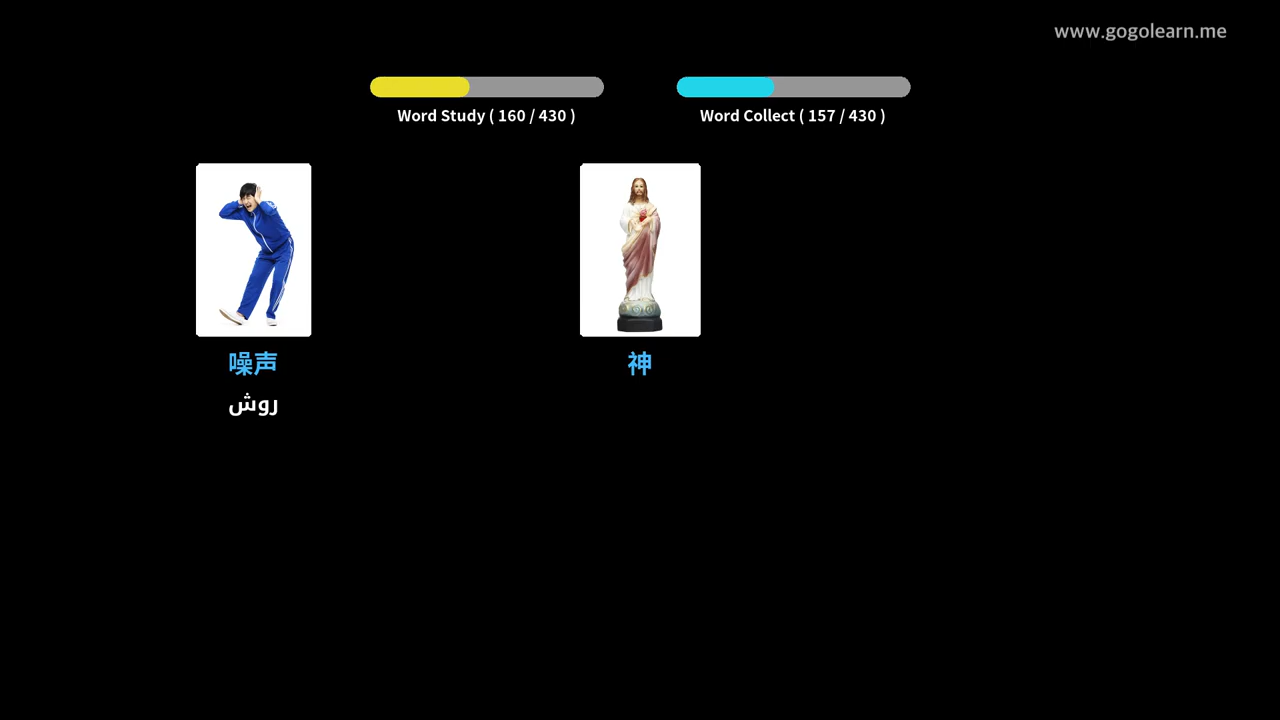 www.gogolearn.me
Word Study ( 160 / 430 )
Word Collect ( 157 / 430 )
噪声
神
روش